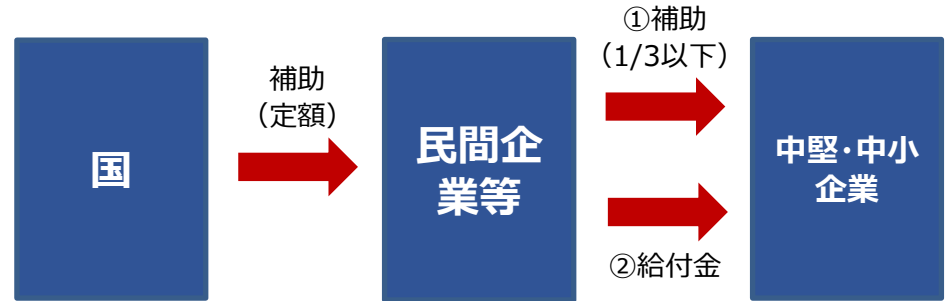 国
補助
（定額）
民間企
業等
①補助
（1/3以下）
②給付金
中堅・中小
企業